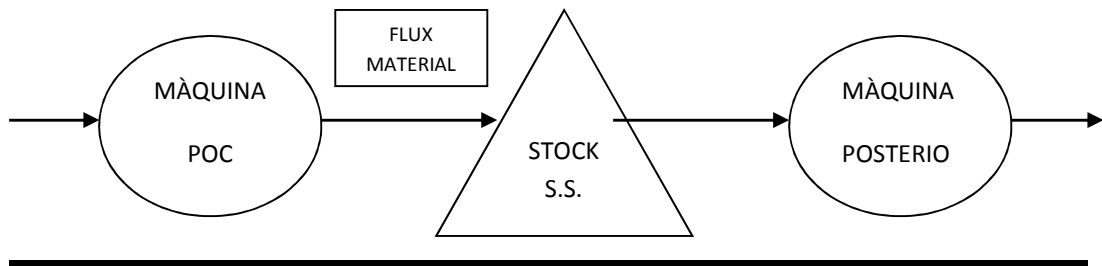 MÀQUINA
POC
FLUX
MATERIAL
STOCK
S.S.
MÀQUINA
POSTERIO